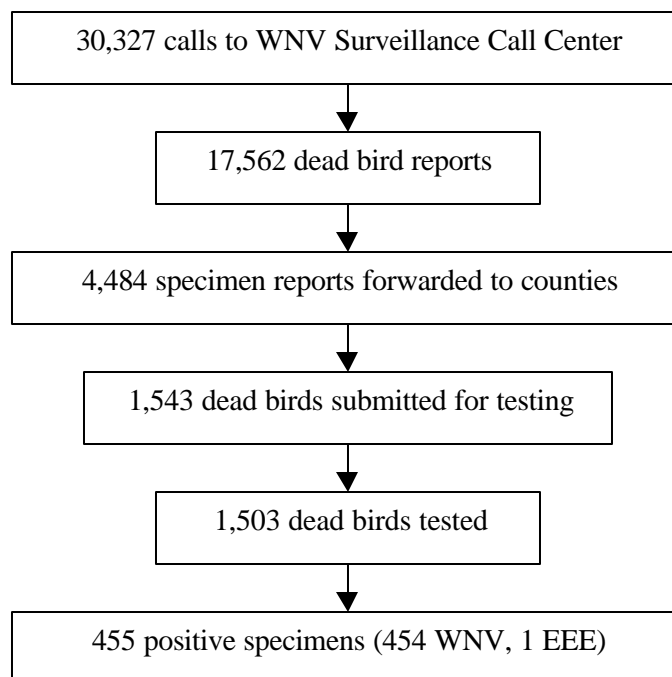 30,327 calls to WNV Surveillance Call Center
17,562 dead bird reports
4,484 specimen reports forwarded to counties
1,543 dead birds submitted for testing
1,503 dead birds tested
455 positive specimens (454 WNV, 1 EEE)